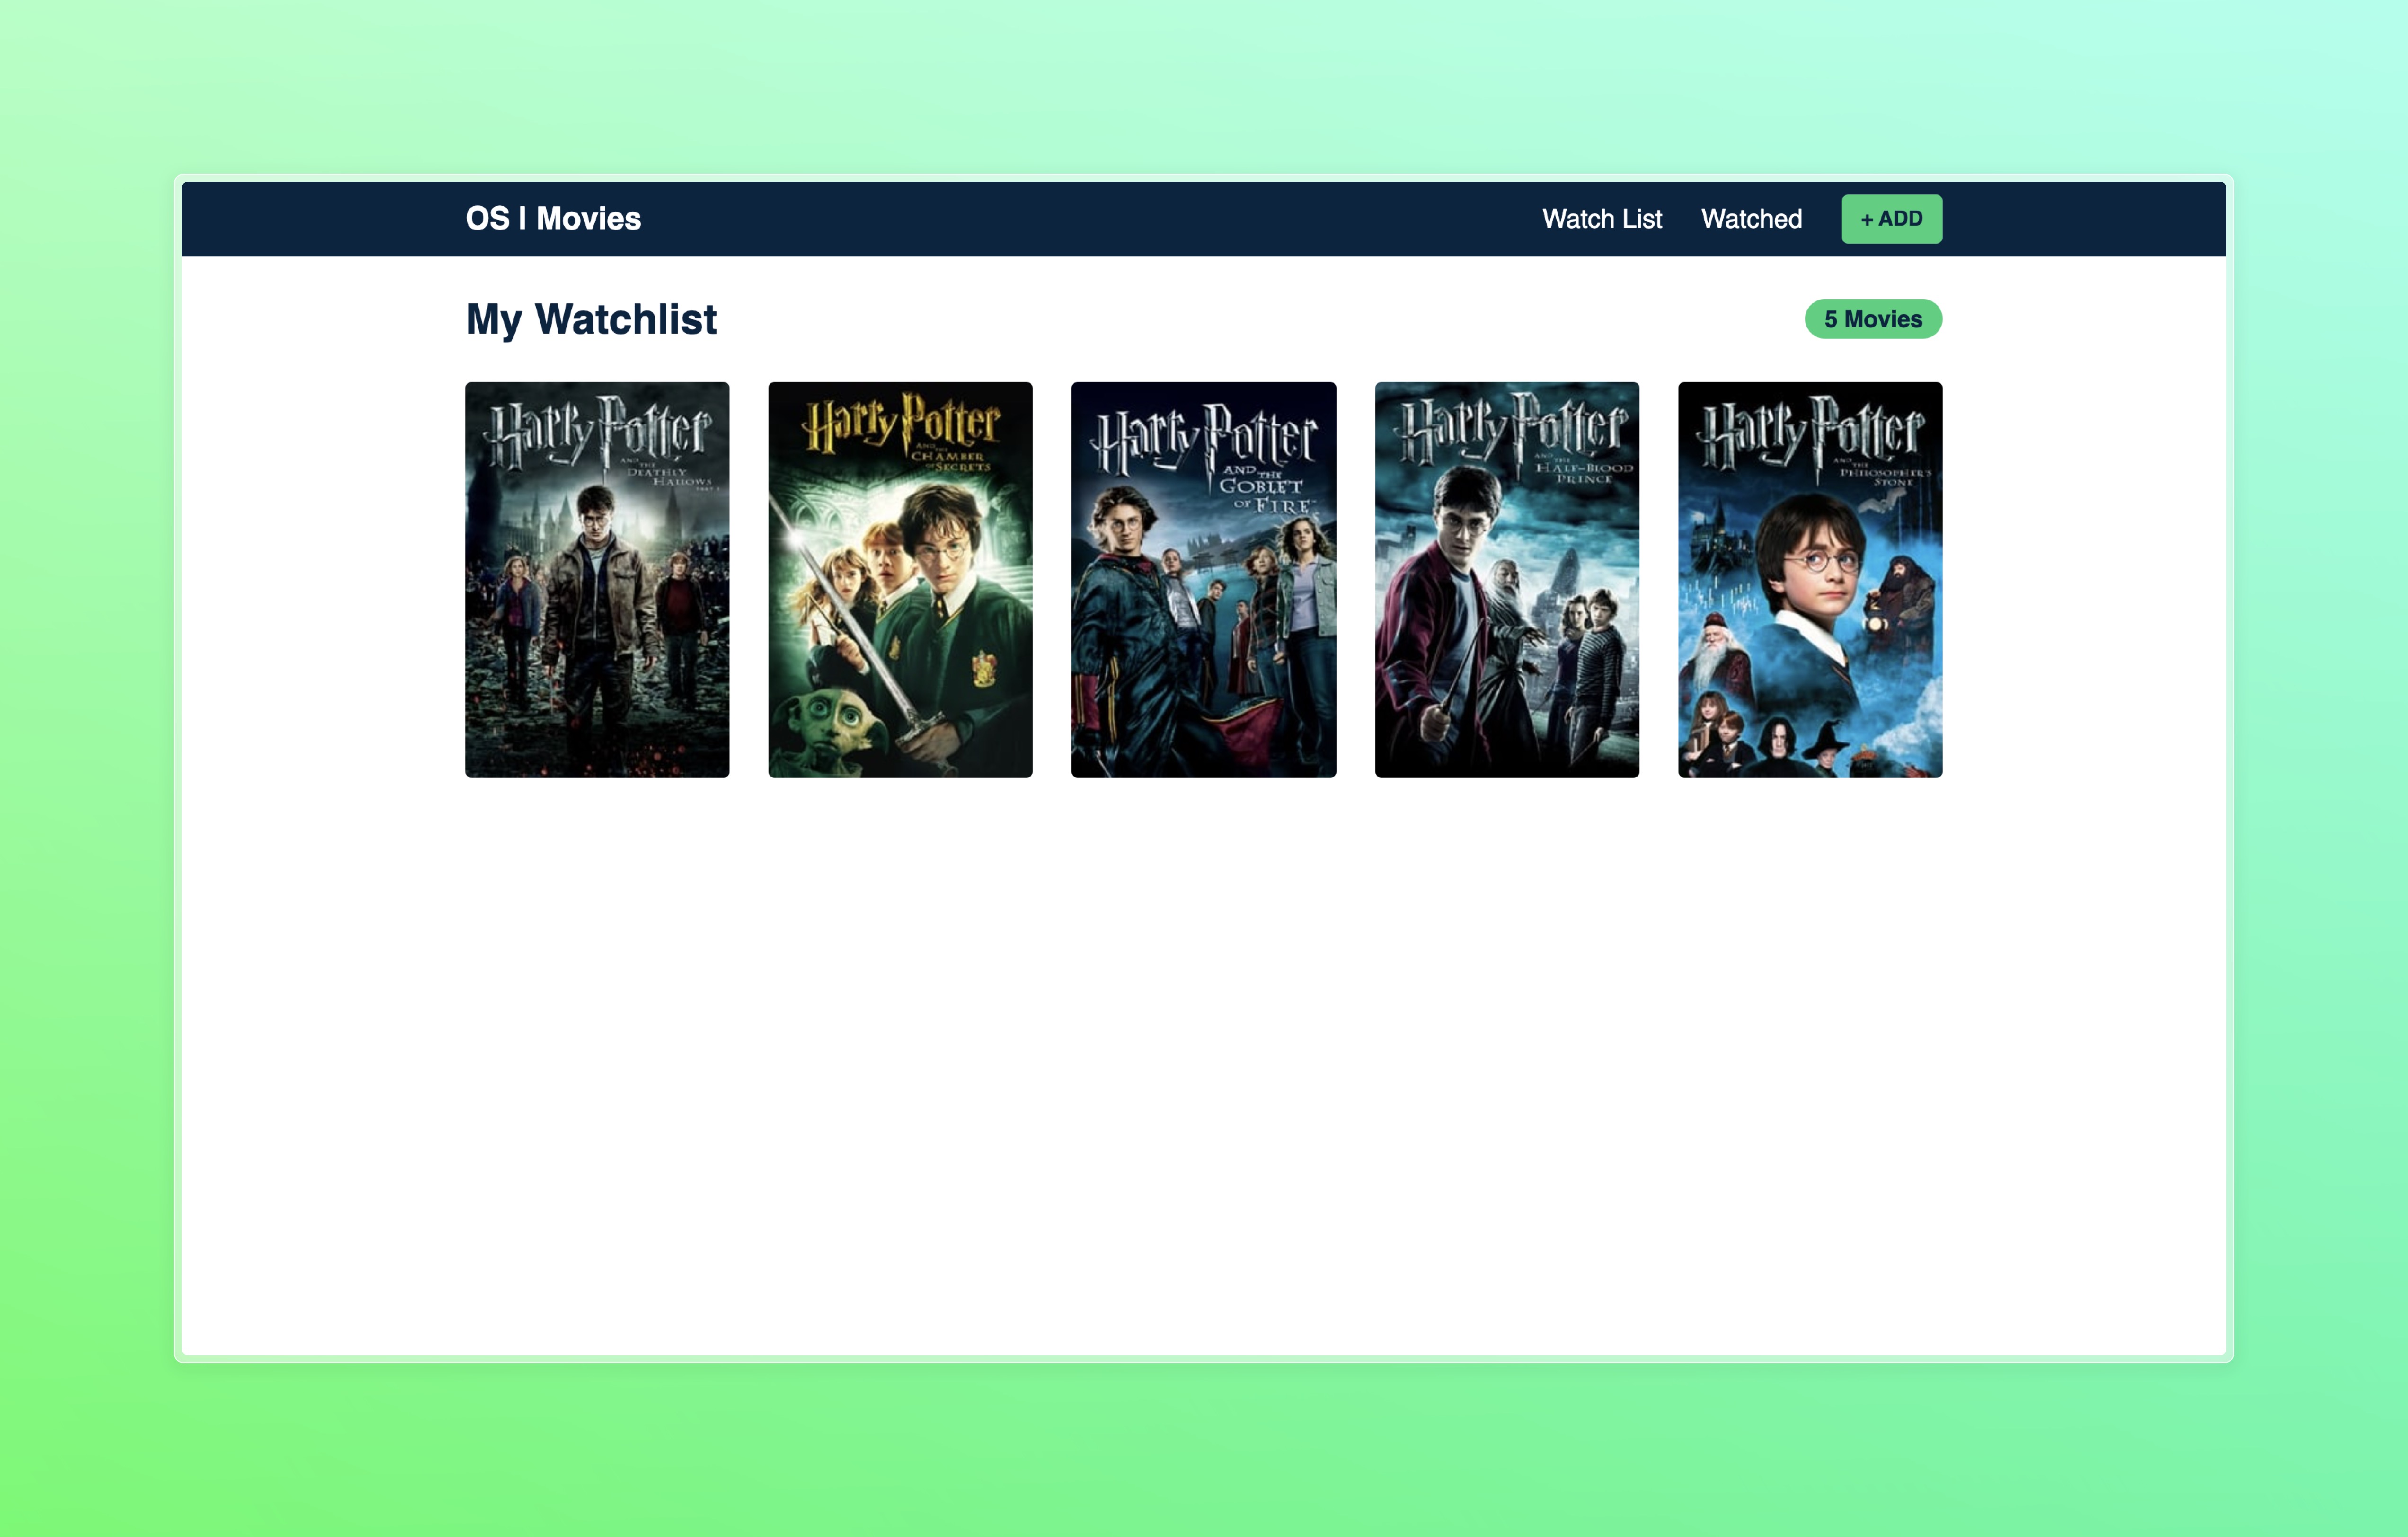 OS | Movies
Watch List
Watched
+ ADD
My Watchlist
5 Movies
Harry Potter
AND THE
DEATHLY
HALLOWS
Harry Potter
AND THE
CHAMBER
OF SECRETS
Harry Potter
AND THE
GOBLET
OF FIRE
Harry Potter
AND THE
HALF-BLOOD
PRINCE
Harry Potter
AND THE
PHILOSOPHER'S
STONE